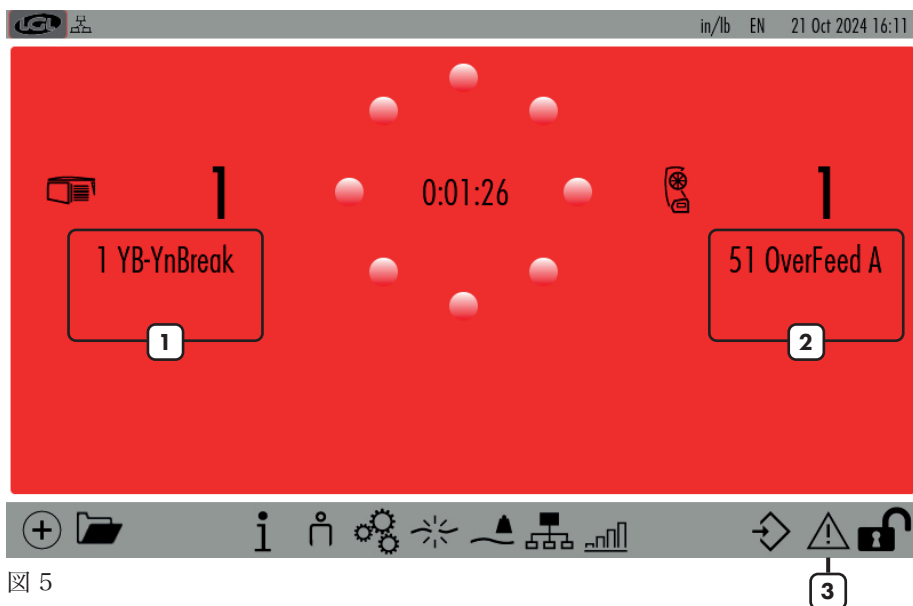 LGL in/lb EN 21 Oct 2024 16:11
1 0:01:26 1
1 YB-YnBreak 51 OverFeed A
1 2
図 5
3